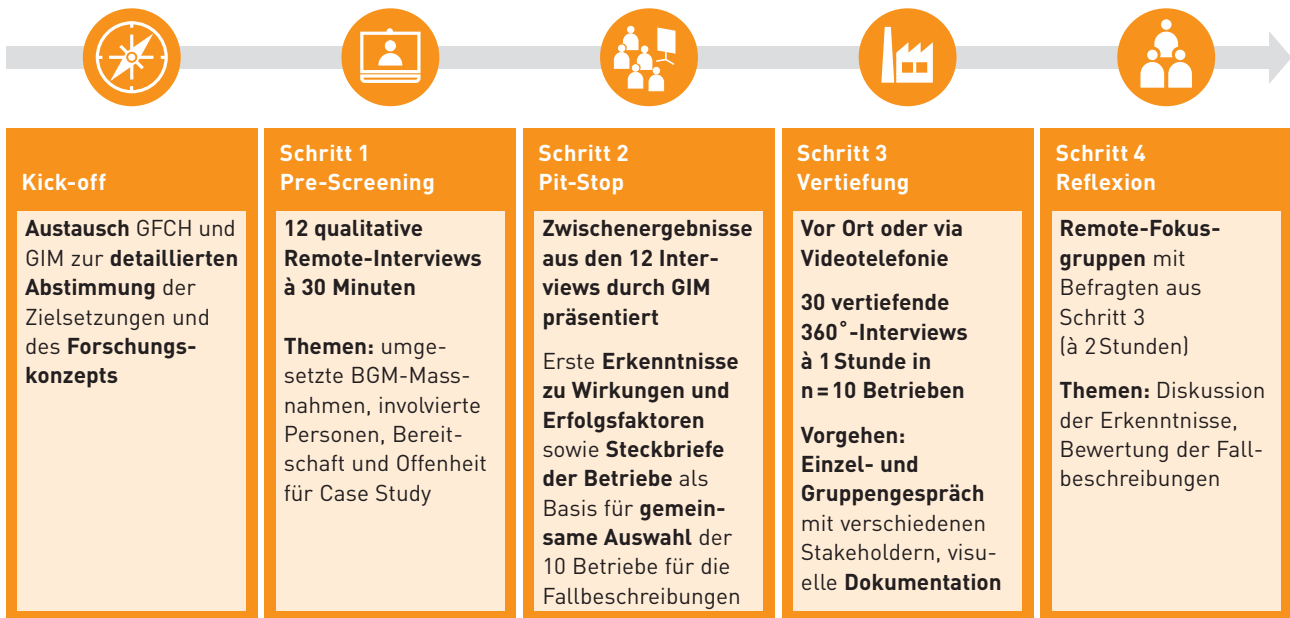 Kick-off
Austausch GFCH und
GIM zur detaillierten
Abstimmung der
Zielsetzungen und
des Forschungs-
konzepts
Schritt 1
Pre-Screening
12 qualitative
Remote-Interviews
à 30 Minuten
Themen: umge-
setzte BGM-Mass-
nahmen, involvierte
Personen, Bereit-
schaft und Offenheit
für Case Study
Schritt 2
Pit-Stop
Zwischenergebnisse
aus den 12 Inter-
views durch GIM
präsentiert
Erste Erkenntnisse
zu Wirkungen und
Erfolgsfaktoren
sowie Steckbriefe
der Betriebe als
Basis für gemein-
same Auswahl der
10 Betriebe für die
Fallbeschreibungen
Schritt 3
Vertiefung
Vor Ort oder via
Videotelefonie
30 vertiefende
360°-Interviews
à 1 Stunde in
n = 10 Betrieben
Vorgehen:
Einzel- und
Gruppengespräch
mit verschiedenen
Stakeholdern, visu-
elle Dokumentation
Schritt 4
Reflexion
Remote-Fokus-
gruppen mit
Befragten aus
Schritt 3
(à 2 Stunden)
Themen: Diskussion
der Erkenntnisse,
Bewertung der Fall-
beschreibungen